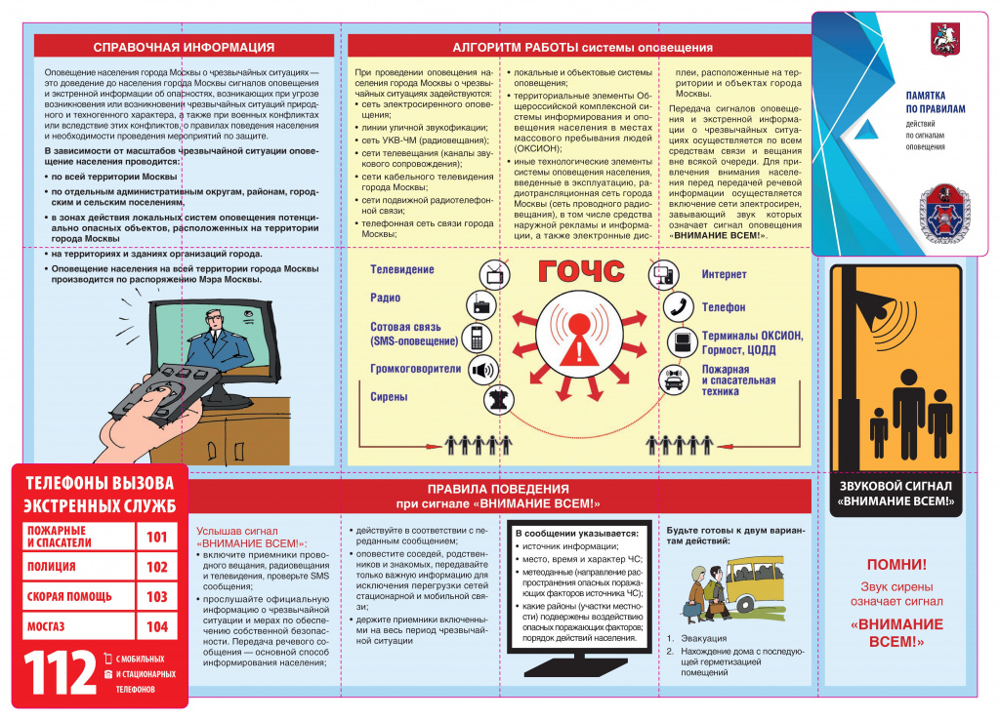 СПРАВОЧНАЯ ИНФОРМАЦИЯ
Оповещение населения города Москвы о чрезвычайных ситуациях —
это доведение до населения города Москвы сигналов оповещения
и экстренной информации об опасностях, возникающих при угрозе
возникновения или возникновении чрезвычайных ситуаций природ-
ного и техногенного характера, а также при военных конфликтах
или вследствие этих конфликтов, о правилах поведения населения
и необходимости проведения мероприятий по защите.
В зависимости от масштабов чрезвычайной ситуации опове-
щение населения проводится:
• по всей территории Москвы
• по отдельным административным округам, районам, город-
ским и сельским поселениям,
• в зонах действия локальных систем оповещения потенци-
ально опасных объектов, расположенных на территории
города Москвы
• на территориях и зданиях организаций города.
• Оповещение населения на всей территории города Москвы
производится по распоряжению Мэра Москвы.
АЛГОРИТМ РАБОТЫ системы оповещения
При проведении оповещения на-
селения города Москвы о чрезвы-
чайных ситуациях задействуются:
• сеть электросиренного опове-
щения;
• линии уличной звукофикации;
• сеть УКВ-ЧМ (радиовещания);
• сети телевещания (каналы зву-
кового сопровождения);
• сети кабельного телевидения
города Москвы;
• сети подвижной радиотелефон-
ной связи;
• телефонная сеть связи города
Москвы;
• локальные и объектовые системы
оповещения;
• территориальные элементы Об-
щероссийской комплексной си-
стемы информирования и опо-
вещения населения в местах
массового пребывания людей
(ОКСИОН);
• иные технологические элементы
системы оповещения населения,
введенные в эксплуатацию, ра-
диотрансляционная сеть города
Москвы (сеть проводного радио-
вещания), в том числе средства
наружной рекламы и информа-
ции, а также электронные дис-
плеи, расположенные на тер-
ритории и объектах города
Москвы.
Передача сигналов оповеще-
ния и экстренной информа-
ции о чрезвычайных ситуа-
циях осуществляется по всем
средствам связи и вещания
вне всякой очереди. Для при-
влечения внимания населе-
ния перед передачей речевой
информации осуществляется
включение сети электросирен,
завывающий звук которых
означает сигнал оповещения
«ВНИМАНИЕ ВСЕМ!».
ПАМЯТКА
ПО ПРАВИЛАМ
действий
по сигналам
оповещения
ГОЧС
Телевидение
Радио
Сотовая связь
(SMS-оповещение)
Громкоговорители
Сирены
Интернет
Телефон
Терминалы ОКСИОН,
Гормост, ЦОДД
Пожарная
и спасательная
техника
ЗВУКОВОЙ СИГНАЛ
«ВНИМАНИЕ ВСЕМ!»
ТЕЛЕФОНЫ ВЫЗОВА
ЭКСТРЕННЫХ СЛУЖБ
ПОЖАРНЫЕ
И СПАСАТЕЛИ 101
ПОЛИЦИЯ 102
СКОРАЯ ПОМОЩЬ 103
МОСГАЗ 104
112
С МОБИЛЬНЫХ
И СТАЦИОНАРНЫХ
ТЕЛЕФОНОВ
ПРАВИЛА ПОВЕДЕНИЯ
при сигнале «ВНИМАНИЕ ВСЕМ!»
Услышав сигнал
«ВНИМАНИЕ ВСЕМ!»:
• включите приемники прово-
дного вещания, радиовещания
и телевидения, проверьте SMS
сообщения;
• прослушайте официальную
информацию о чрезвычайной
ситуации и мерах по обеспе-
чению собственной безопас-
ности. Передача речевого со-
общения — основной способ
информирования населения;
• действуйте в соответствии с пе-
реданным сообщением;
• оповестите соседей, родствен-
ников и знакомых, передавайте
только важную информацию для
исключения перегрузки сетей
стационарной и мобильной свя-
зи;
• держите приемники включенны-
ми на весь период чрезвычай-
ной ситуации
В сообщении указывается:
• источник информации;
• место, время и характер ЧС;
• метеоданные (направление рас-
пространения опасных поража-
ющих факторов источника ЧС);
• какие районы (участки местно-
сти) подвержены воздействию
опасных поражающих факторов;
порядок действий населения.
Будьте готовы к двум вариан-
там действий:
1. Эвакуация
2. Нахождение дома с последую-
щей герметизацией
помещений
ПОМНИ!
Звук сирены
означает сигнал
«ВНИМАНИЕ
ВСЕМ!»